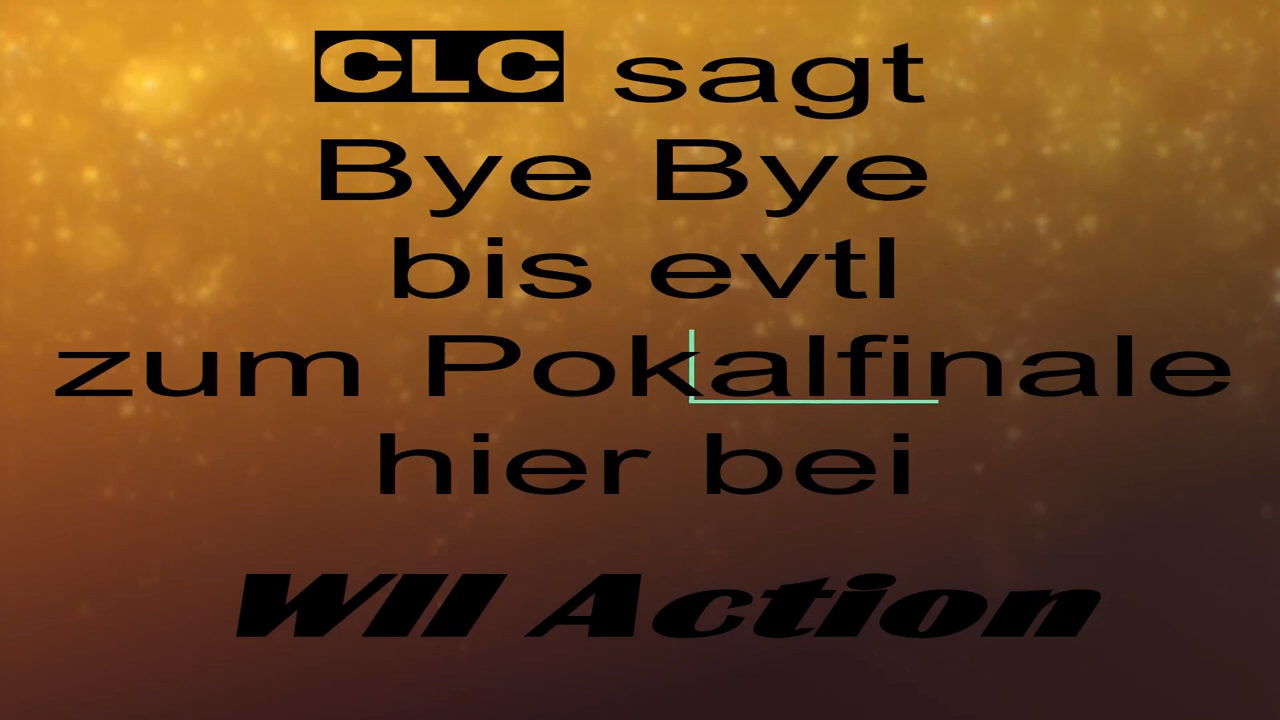 CLC sagt
Bye Bye
bis evtl
zum Pokalfinale
hier bei
WII Action